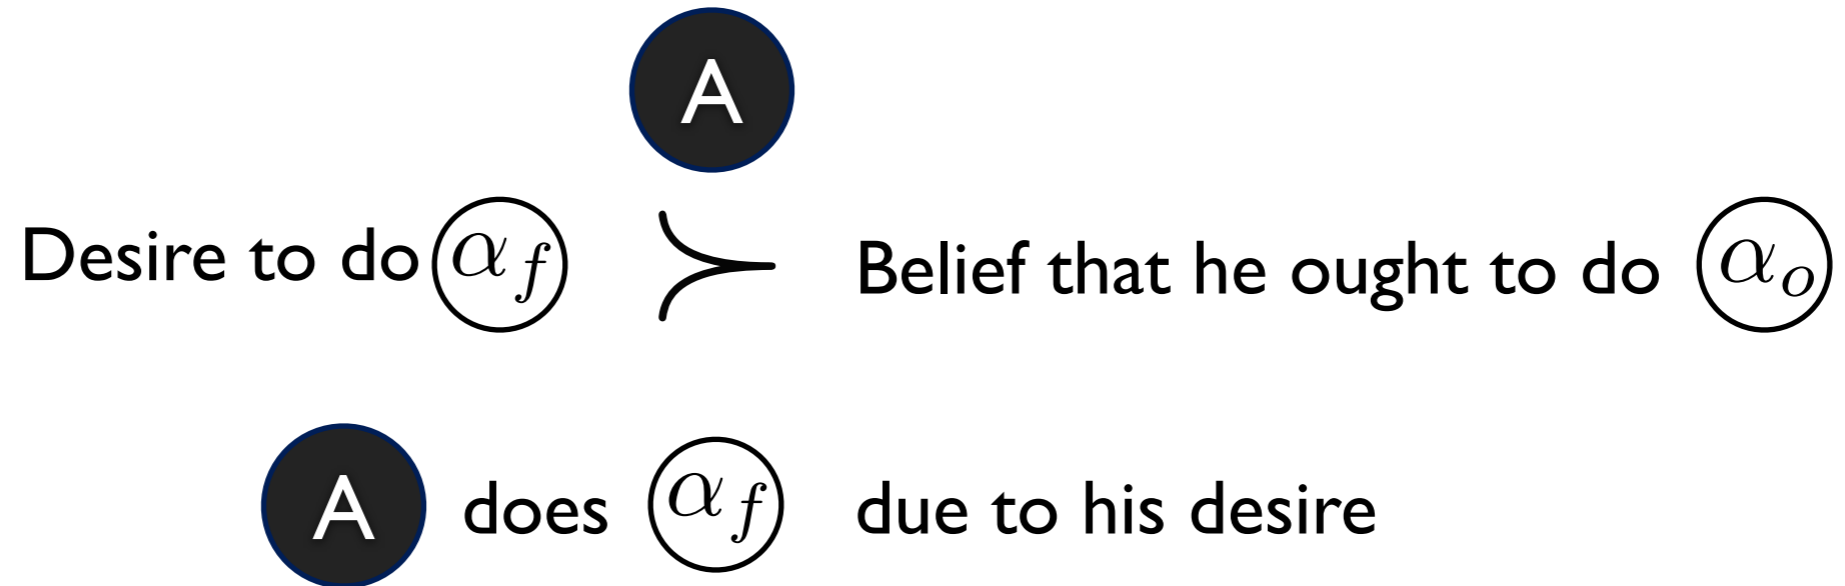 A
Desire to do α_f ≻ Belief that he ought to do α_o
A does α_f due to his desire